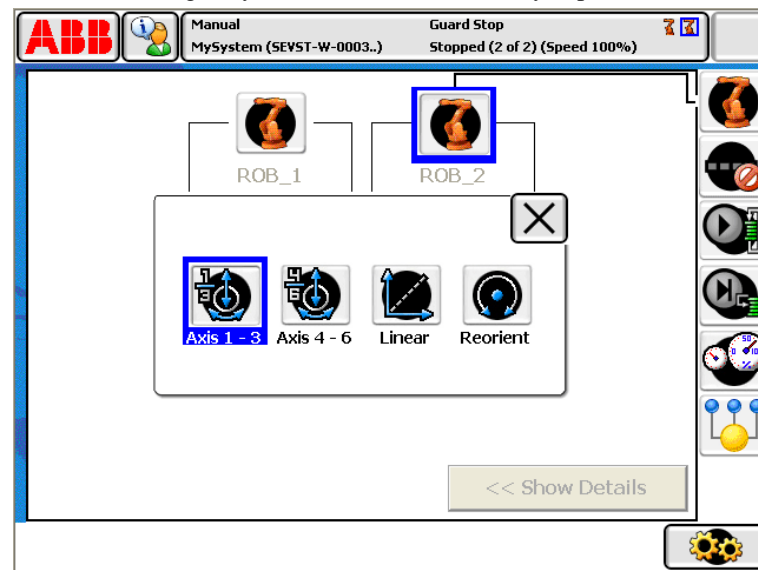 ABB
Manual
MySystem (SEVST-W-0003..)
Guard Stop
Stopped (2 of 2) (Speed 100%)
ROB_1
ROB_2
Axis 1 - 3
Axis 4 - 6
Linear
Reorient
<< Show Details